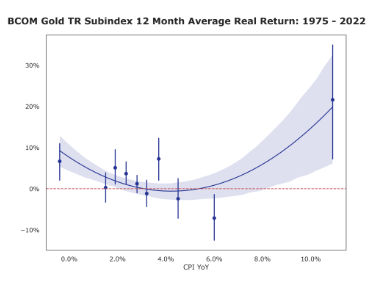 BCOM Gold TR Subindex 12 Month Average Real Return: 1975 - 2022
30%
20%
10%
0%
−10%
0.0% 2.0% 4.0% 6.0% 8.0% 10.0%
CPI YoY